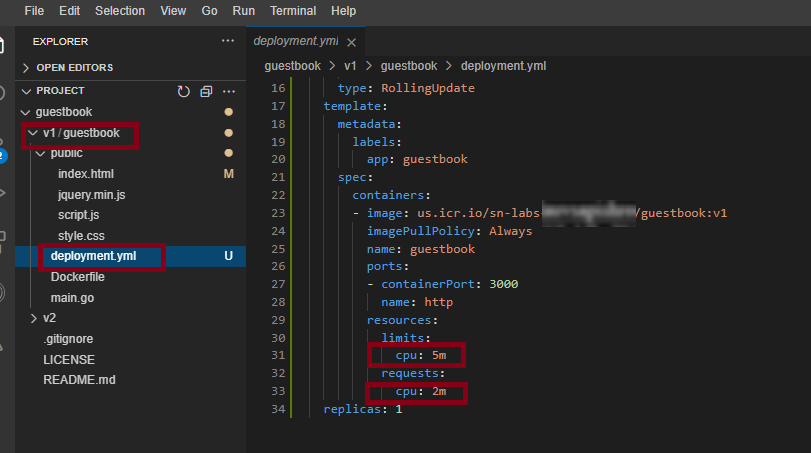 File Edit Selection View Go Run Terminal Help
EXPLORER ...
OPEN EDITORS
PROJECT ...
guestbook
v1 / guestbook
public
index.html M
jquery.min.js
script.js
style.css
deployment.yml U
Dockerfile
main.go
v2
.gitignore
LICENSE
README.md
2
deployment.yml ×
guestbook > v1 > guestbook > deployment.yml
16 type: RollingUpdate
17 template:
18 metadata:
19 labels:
20 app: guestbook
21 spec:
22 containers:
23 - image: us.icr.io/sn-labs- /guestbook:v1
24 imagePullPolicy: Always
25 name: guestbook
26 ports:
27 - containerPort: 3000
28 name: http
29 resources:
30 limits:
31 cpu: 5m
32 requests:
33 cpu: 2m
34 replicas: 1